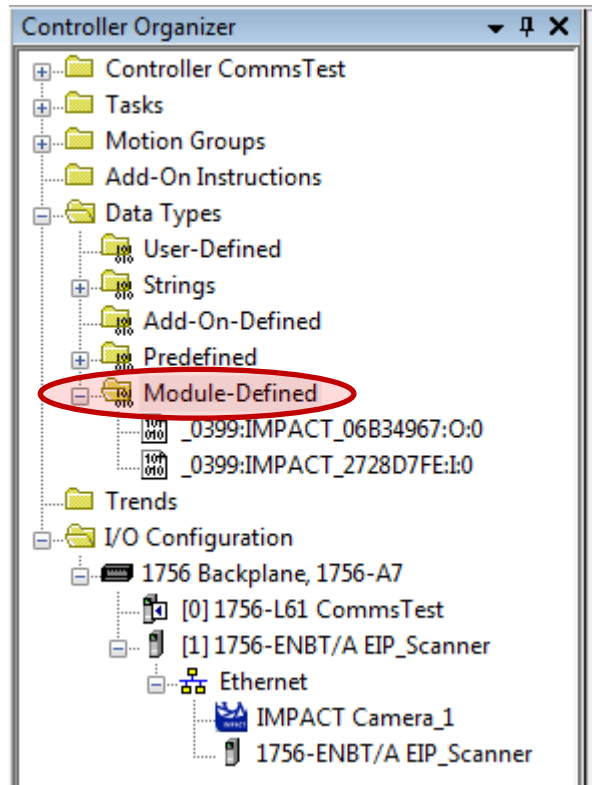 Controller Organizer
Controller CommsTest
Tasks
Motion Groups
Add-On Instructions
Data Types
User-Defined
Strings
Add-On-Defined
Predefined
Module-Defined
_0399:IMPACT_06B34967:O:0
_0399:IMPACT_2728D7FE:I:0
Trends
I/O Configuration
1756 Backplane, 1756-A7
[0] 1756-L61 CommsTest
[1] 1756-ENBT/A EIP_Scanner
Ethernet
IMPACT Camera_1
1756-ENBT/A EIP_Scanner